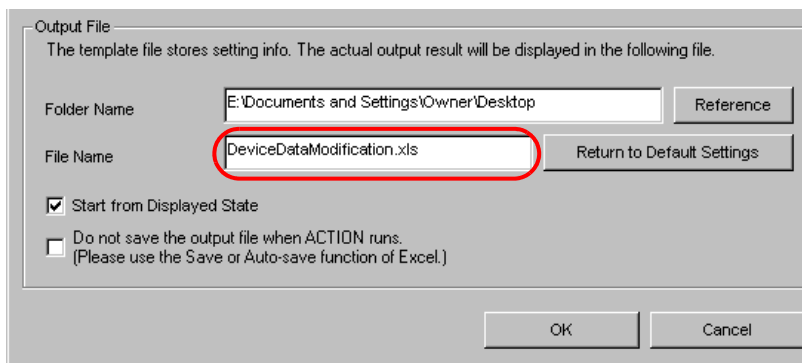 Output File
The template file stores setting info. The actual output result will be displayed in the following file.
Folder Name
E:\Documents and Settings\Owner\Desktop
Reference
File Name
DeviceDataModification.xls
Return to Default Settings
Start from Displayed State
Do not save the output file when ACTION runs.
(Please use the Save or Auto-save function of Excel.)
OK
Cancel